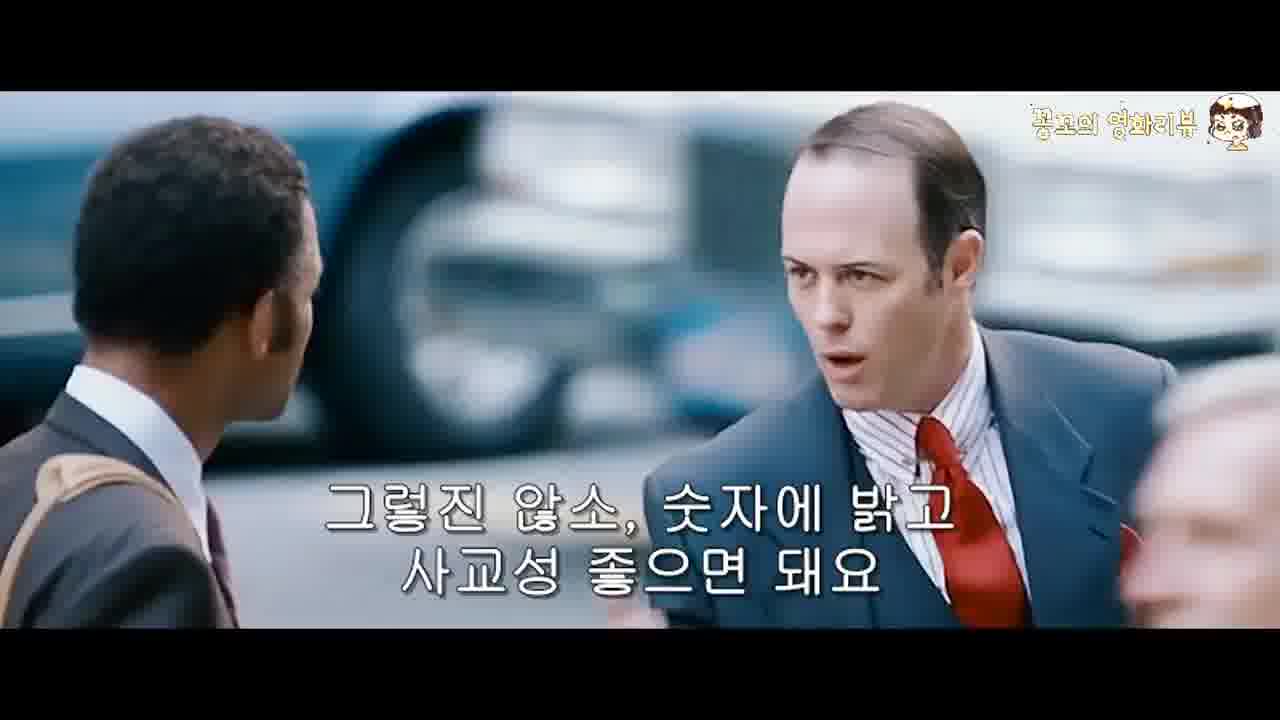 꽁꼬의 영화리뷰
그렇진 않소, 숫자에 밝고
사교성 좋으면 돼요